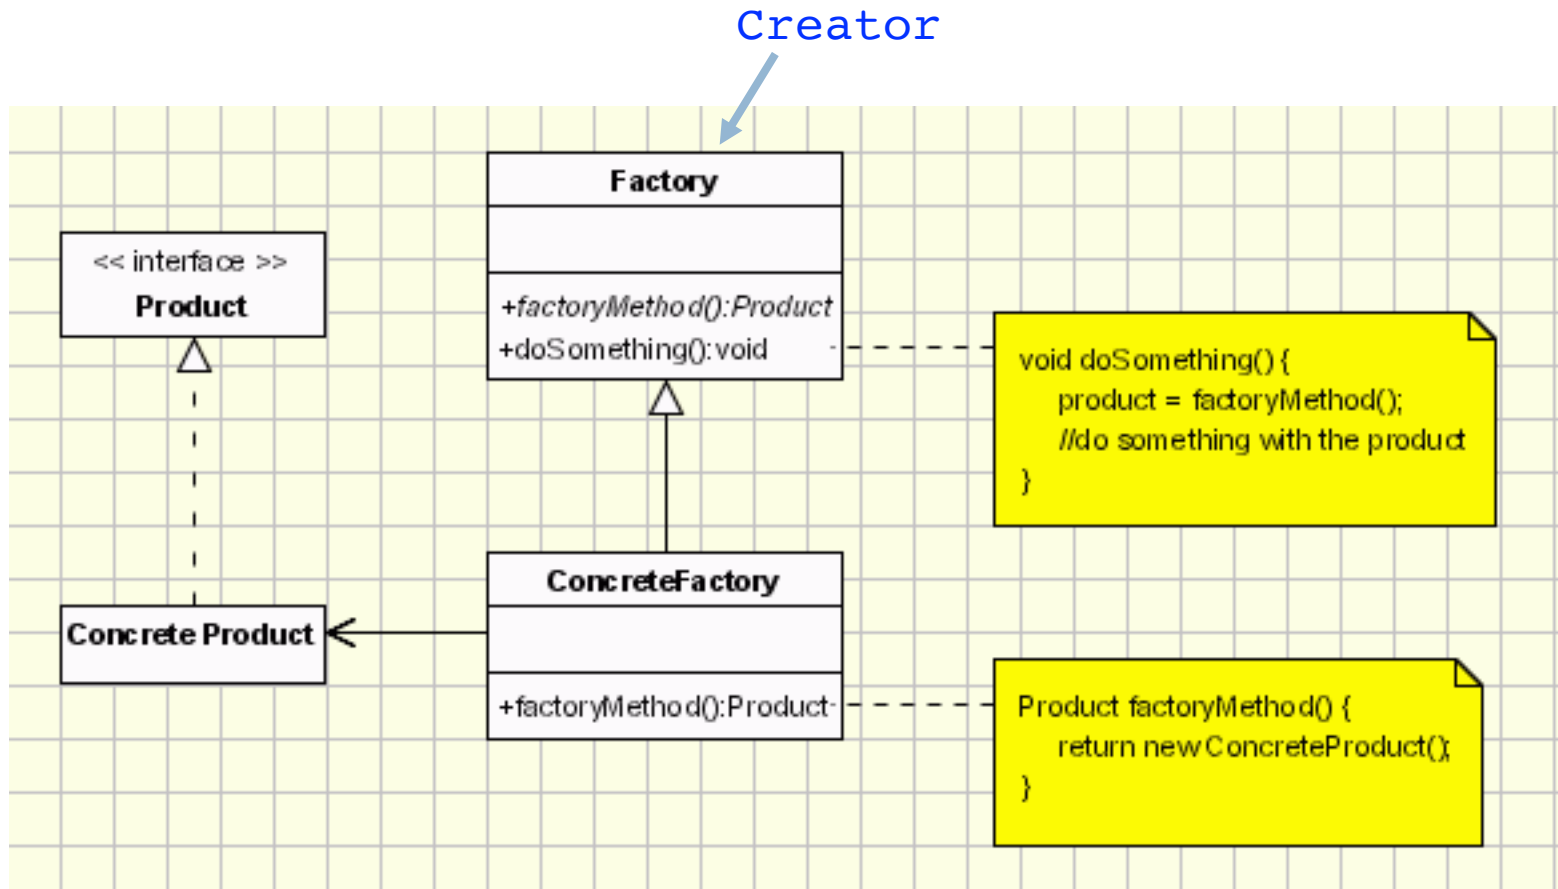 Creator
Factory
<< interface >>
Product
+factoryMethod():Product
+doSomething():void
void doSomething() {
product = factoryMethod();
//do something with the product
}
ConcreteFactory
Concrete Product
+factoryMethod():Product
Product factoryMethod() {
return new ConcreteProduct();
}